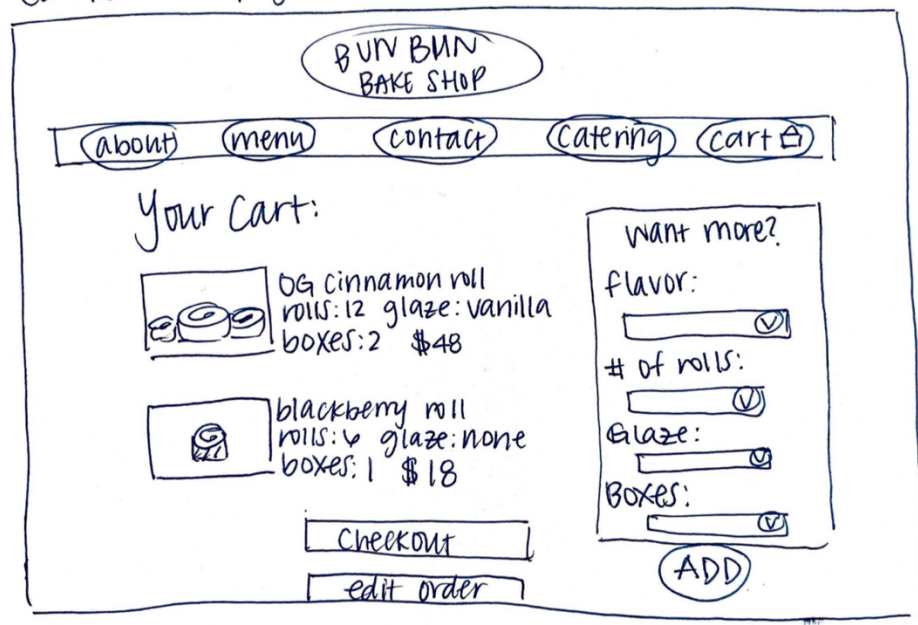 BUN BUN
BAKE SHOP
about menu contact catering cart
Your Cart:
OG cinnamon roll
rolls: 12 glaze: vanilla
boxes: 2 $48
blackberry roll
rolls: 6 glaze: none
boxes: 1 $18
Checkout
edit order
want more?
flavor:
# of rolls:
Glaze:
Boxes:
ADD